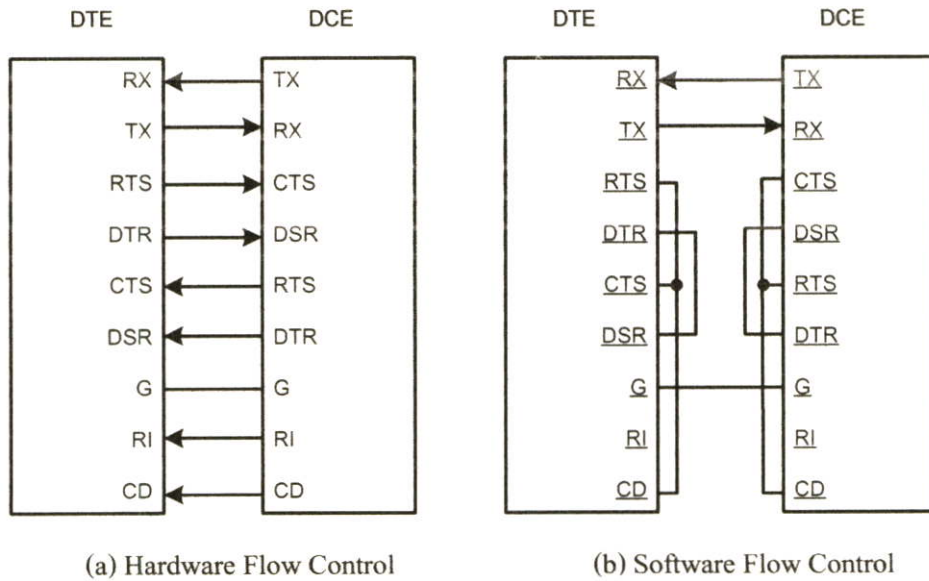 DTE DCE DTE DCE
RX TX RX TX
TX RX TX RX
RTS CTS RTS CTS
DTR DSR DTR DSR
CTS RTS CTS RTS
DSR DTR DSR DTR
G G G G
RI RI RI RI
CD CD CD CD
(a) Hardware Flow Control (b) Software Flow Control